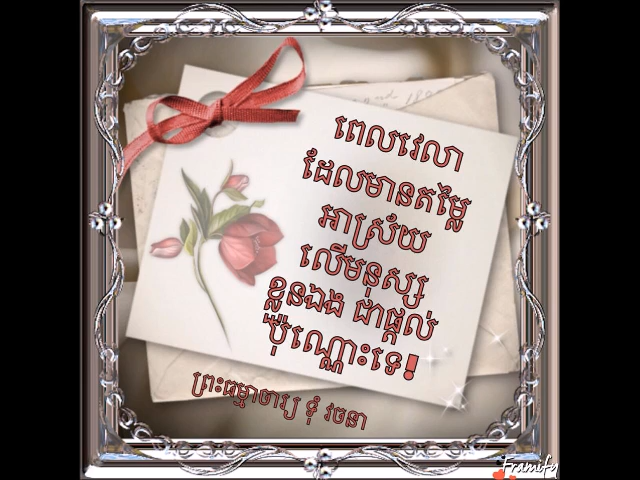 ពេលវេលា
ដែលមានតម្លៃ
អាស្រ័យ
លើមនុស្ស
ខ្លួនឯង ជាផ្ដល់
ប៉ុណ្ណោះទេ!
ព្រះធម្មាចារ្យ ទុំ វចនា
Framify